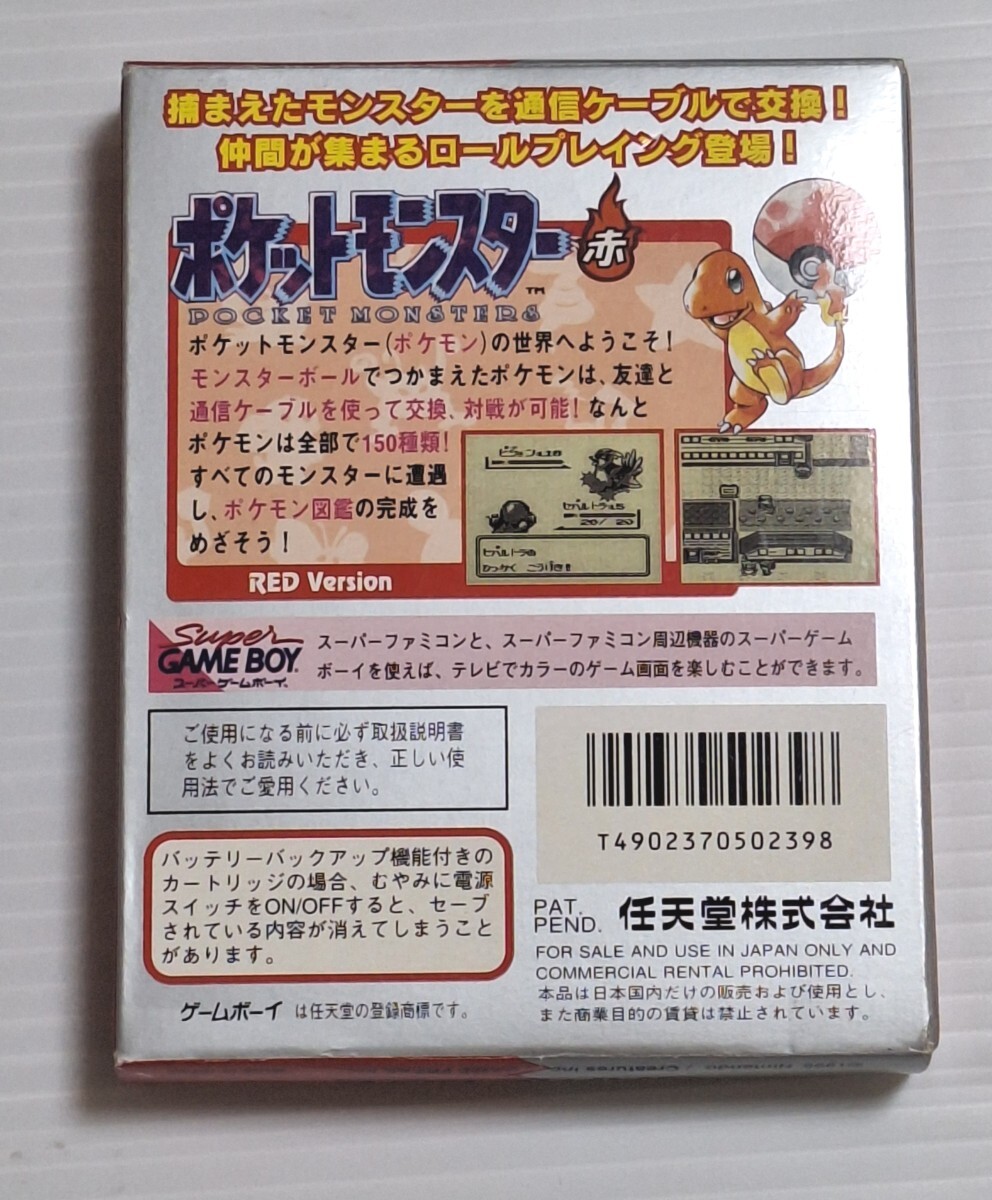 捕まえたモンスターを通信ケーブルで交換！
仲間が集まるロールプレイング登場！
ポケットモンスター 赤
TM
POCKET MONSTERS
ポケットモンスター(ポケモン)の世界へようこそ！
モンスターボールでつかまえたポケモンは、友達と
通信ケーブルを使って交換、対戦が可能！なんと
ポケモンは全部で150種類！
すべてのモンスターに遭遇
し、ポケモン図鑑の完成を
めざそう！
20/ 20
RED Version
Super
GAME BOY
スーパーゲームボーイ
スーパーファミコンと、スーパーファミコン周辺機器のスーパーゲーム
ボーイを使えば、テレビでカラーのゲーム画面を楽しむことができます。
ご使用になる前に必ず取扱説明書
をよくお読みいただき、正しい使
用法でご愛用ください。
T4902370502398
バッテリーバックアップ機能付きの
カートリッジの場合、むやみに電源
スイッチをON/OFFすると、セーブ
されている内容が消えてしまうこと
があります。
PAT.
PEND.
任天堂株式会社
FOR SALE AND USE IN JAPAN ONLY AND
COMMERCIAL RENTAL PROHIBITED.
本品は日本国内だけの販売および使用とし、
また商業目的の賃貸は禁止されています。
ゲームボーイ は任天堂の登録商標です。